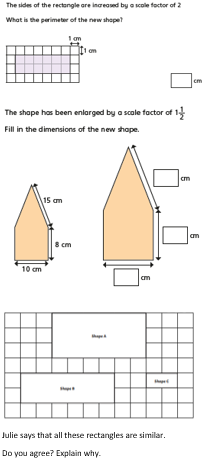 The sides of the rectangle are increased by a scale factor of 2
What is the perimeter of the new shape?
1 cm
1 cm
cm
The shape has been enlarged by a scale factor of 1½
Fill in the dimensions of the new shape.
cm
15 cm
cm
8 cm
10 cm
cm
Shape A
Shape B
Shape C
Julie says that all these rectangles are similar.
Do you agree? Explain why.